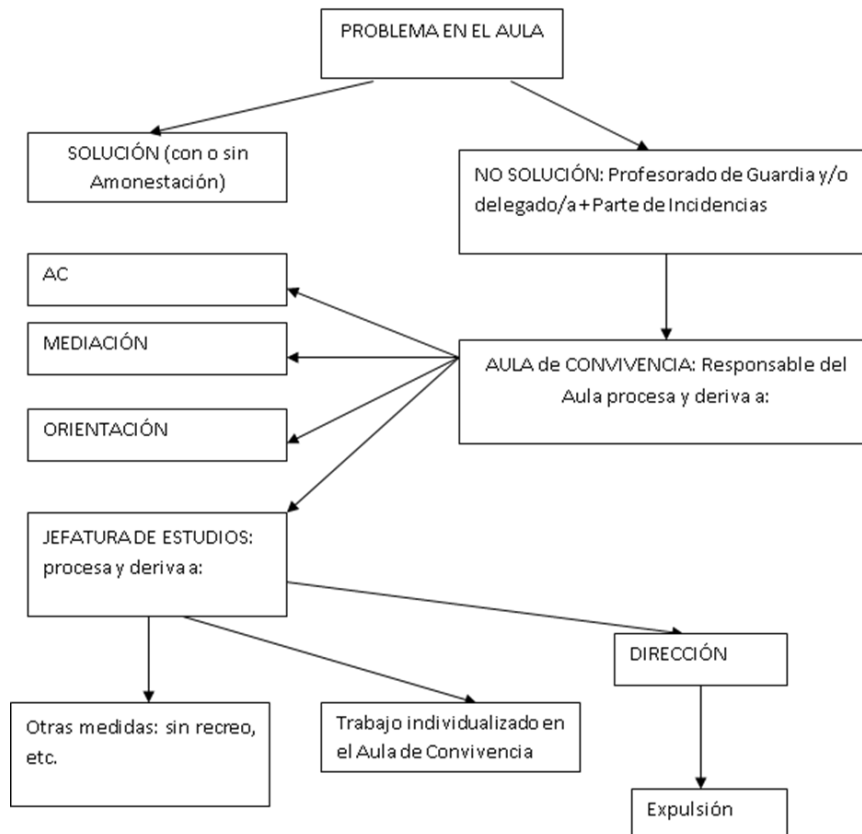 PROBLEMA EN EL AULA
SOLUCIÓN (con o sin
Amonestación)
NO SOLUCIÓN: Profesorado de Guardia y/o
delegado/a + Parte de Incidencias
AC
MEDIACIÓN
ORIENTACIÓN
AULA de CONVIVENCIA: Responsable del
Aula procesa y deriva a:
JEFATURA DE ESTUDIOS:
procesa y deriva a:
DIRECCIÓN
Otras medidas: sin recreo,
etc.
Trabajo individualizado en
el Aula de Convivencia
Expulsión